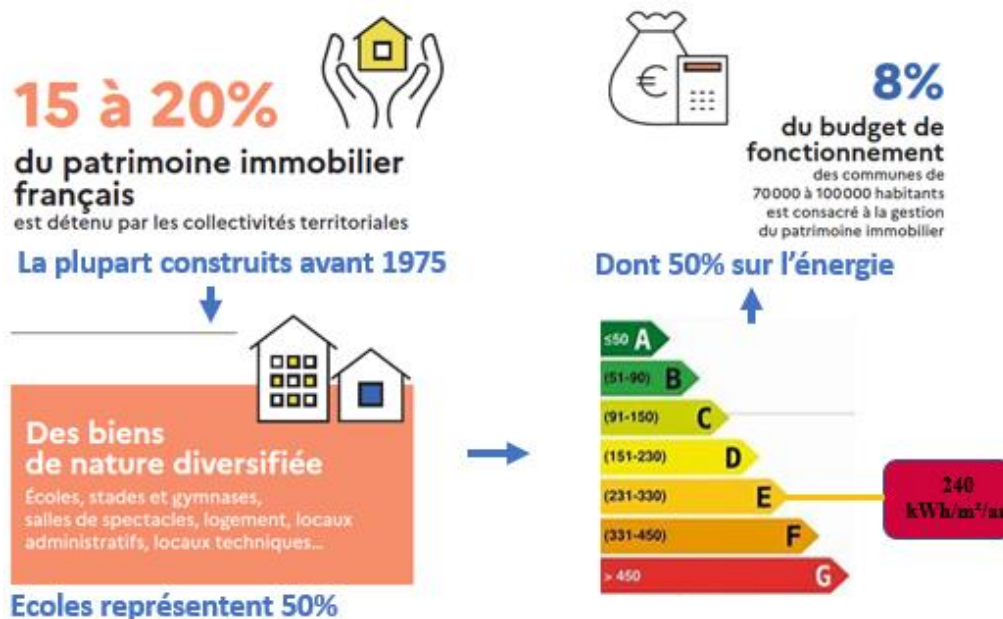 15 à 20%
du patrimoine immobilier
français
est détenu par les collectivités territoriales
La plupart construits avant 1975
€
8%
du budget de
fonctionnement
des communes de
70000 à 100000 habitants
est consacré à la gestion
du patrimoine immobilier
Dont 50% sur l'énergie
Des biens
de nature diversifiée
Écoles, stades et gymnases,
salles de spectacles, logement, locaux
administratifs, locaux techniques...
Ecoles représentent 50%
≤50 A
(51-90) B
(91-150) C
(151-230) D
(231-330) E
(331-450) F
> 450 G
240
kWh/m²/an